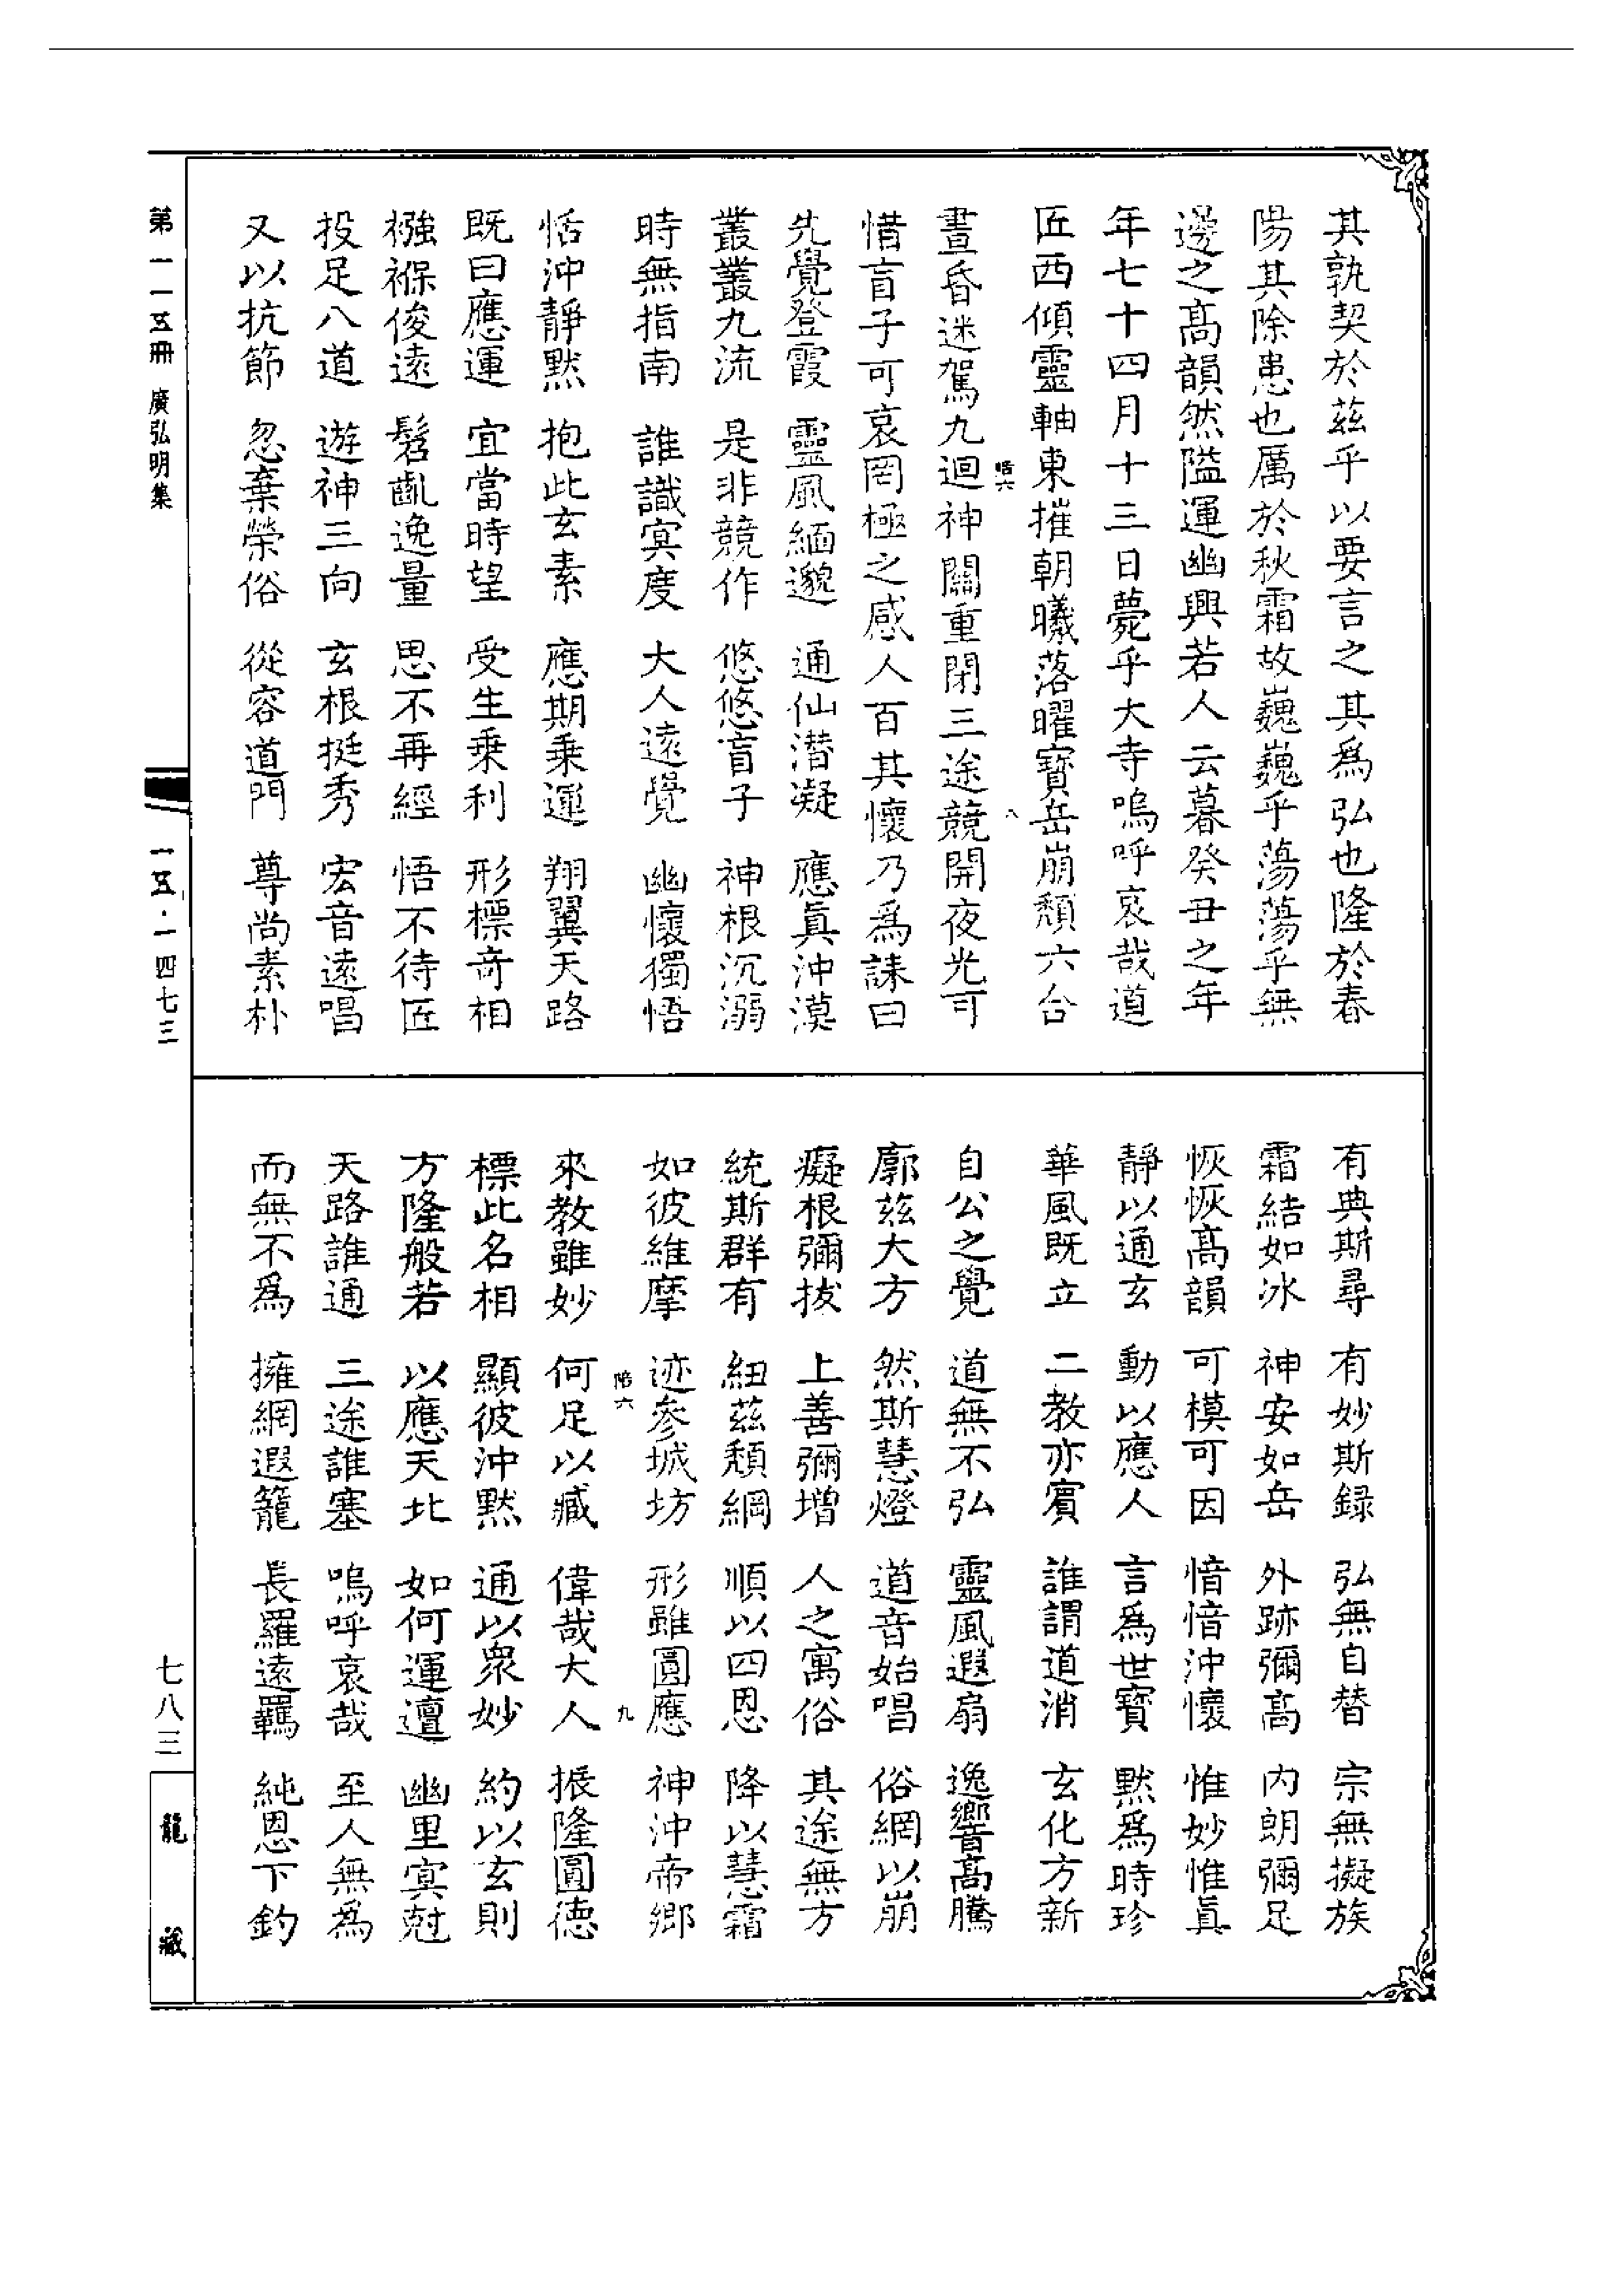 其孰契於茲乎以要言之其為弘也隆於春
陽其除患也厲於秋霜故巍巍乎蕩蕩乎無
邊之高韻然隘運幽興若人云暮癸丑之年
年七十四月十三日薨乎大寺嗚呼哀哉道
匠西傾靈軸東摧朝曦落曜寶岳崩頹六合
晝昏迷駕九迴神關重閉三途競開夜光可
惜盲子可哀罔極之感人百其懷乃為誄曰
先覺登霞 靈風緬邈 通仙潛凝 應真沖漠
叢叢九流 是非競作 悠悠盲子 神根沉溺
時無指南 誰識冥度 大人遠覺 幽懷獨悟
恬沖靜默 抱此玄素 應期乘運 翔翼天路
既曰應運 宜當時望 受生乘利 形標奇相
襁褓俊遠 髫齓逸量 思不再經 悟不待匠
投足八道 遊神三向 玄根挺秀 宏音遠唱
又以抗節 忽棄榮俗 從容道門 尊尚素朴
有典斯尋 有妙斯録 弘無自替 宗無擬族
霜結如冰 神安如岳 外跡彌高 內朗彌足
恢恢高韻 可模可因 愔愔沖懷 惟妙惟真
靜以通玄 動以應人 言為世寶 默為時珍
華風既立 二教亦賓 誰謂道消 玄化方新
自公之覺 道無不弘 靈風遐扇 逸響高騰
廓茲大方 然斯慧燈 道音始唱 俗網以崩
癡根彌拔 上善彌增 人之寓俗 其途無方
統斯群有 紐茲頹綱 順以四恩 降以慧霜
如彼維摩 迹參城坊 形雖圓應 神沖帝鄉
來教雖妙 何足以臧 偉哉大人 振隆圓德
標此名相 顯彼沖默 通以眾妙 約以玄則
方隆般若 以應天北 如何運邅 幽里冥尅
天路誰通 三途誰塞 嗚呼哀哉 至人無為
而無不為 擁網遐籠 長羅遠羈 純恩下釣
第一一五冊 廣弘明集
一五·一四七三
七八三
龍藏